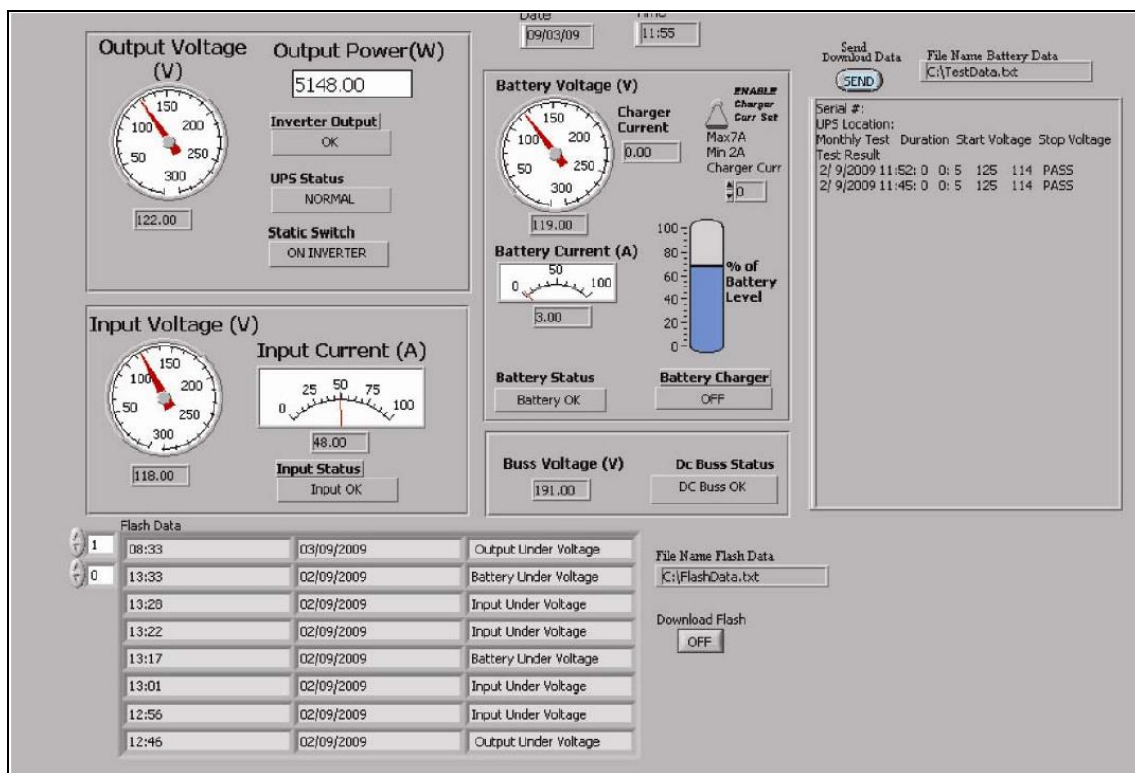 Date
09/03/09
Time
11:55
Output Voltage
(V)
50
100
150
200
250
300
122.00
Output Power(W)
5148.00
Inverter Output
OK
UPS Status
NORMAL
Static Switch
ON INVERTER
Input Voltage (V)
50
100
150
200
250
300
118.00
Input Current (A)
0
25
50
75
100
48.00
Input Status
Input OK
Battery Voltage (V)
50
100
150
200
250
300
119.00
Charger
Current
0.00
ENABLE
Charger
Curr Set
Max7A
Min 2A
Charger Curr
0
Battery Current (A)
0
50
100
3.00
100
80
60
40
20
0
% of
Battery
Level
Battery Status
Battery OK
Battery Charger
OFF
Buss Voltage (V)
191.00
Dc Buss Status
DC Buss OK
Send
Download Data
SEND
File Name Battery Data
C:\TestData.txt
Serial #:
UPS Location:
Monthly Test Duration Start Voltage Stop Voltage
Test Result
2/ 9/2009 11:52: 0 0: 5 125 114 PASS
2/ 9/2009 11:45: 0 0: 5 125 114 PASS
Flash Data
1
0
08:33 03/09/2009 Output Under Voltage
13:33 02/09/2009 Battery Under Voltage
13:28 02/09/2009 Input Under Voltage
13:22 02/09/2009 Input Under Voltage
13:17 02/09/2009 Battery Under Voltage
13:01 02/09/2009 Input Under Voltage
12:56 02/09/2009 Input Under Voltage
12:46 02/09/2009 Output Under Voltage
File Name Flash Data
C:\FlashData.txt
Download Flash
OFF